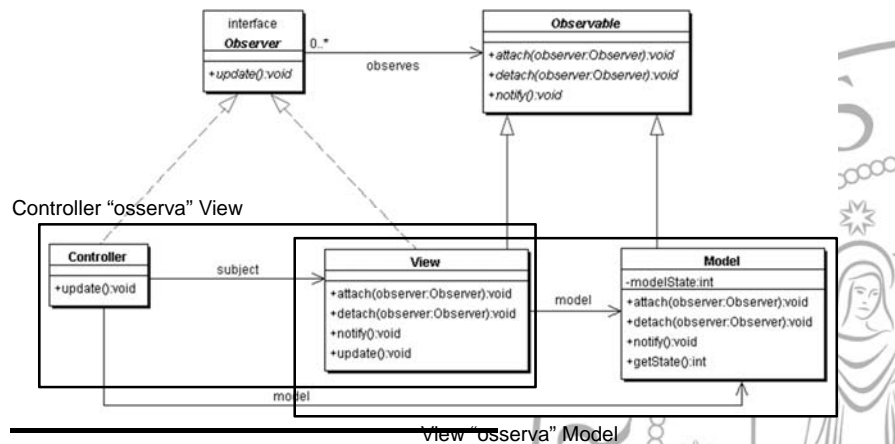 interface
Observer
+update():void
0..*
observes
Observable
+attach(observer:Observer):void
+detach(observer:Observer):void
+notify():void
Controller “osserva” View
Controller
+update():void
subject
View
+attach(observer:Observer):void
+detach(observer:Observer):void
+notify():void
+update():void
model
Model
-modelState:int
+attach(observer:Observer):void
+detach(observer:Observer):void
+notify():void
+getState():int
model
View “osserva” Model